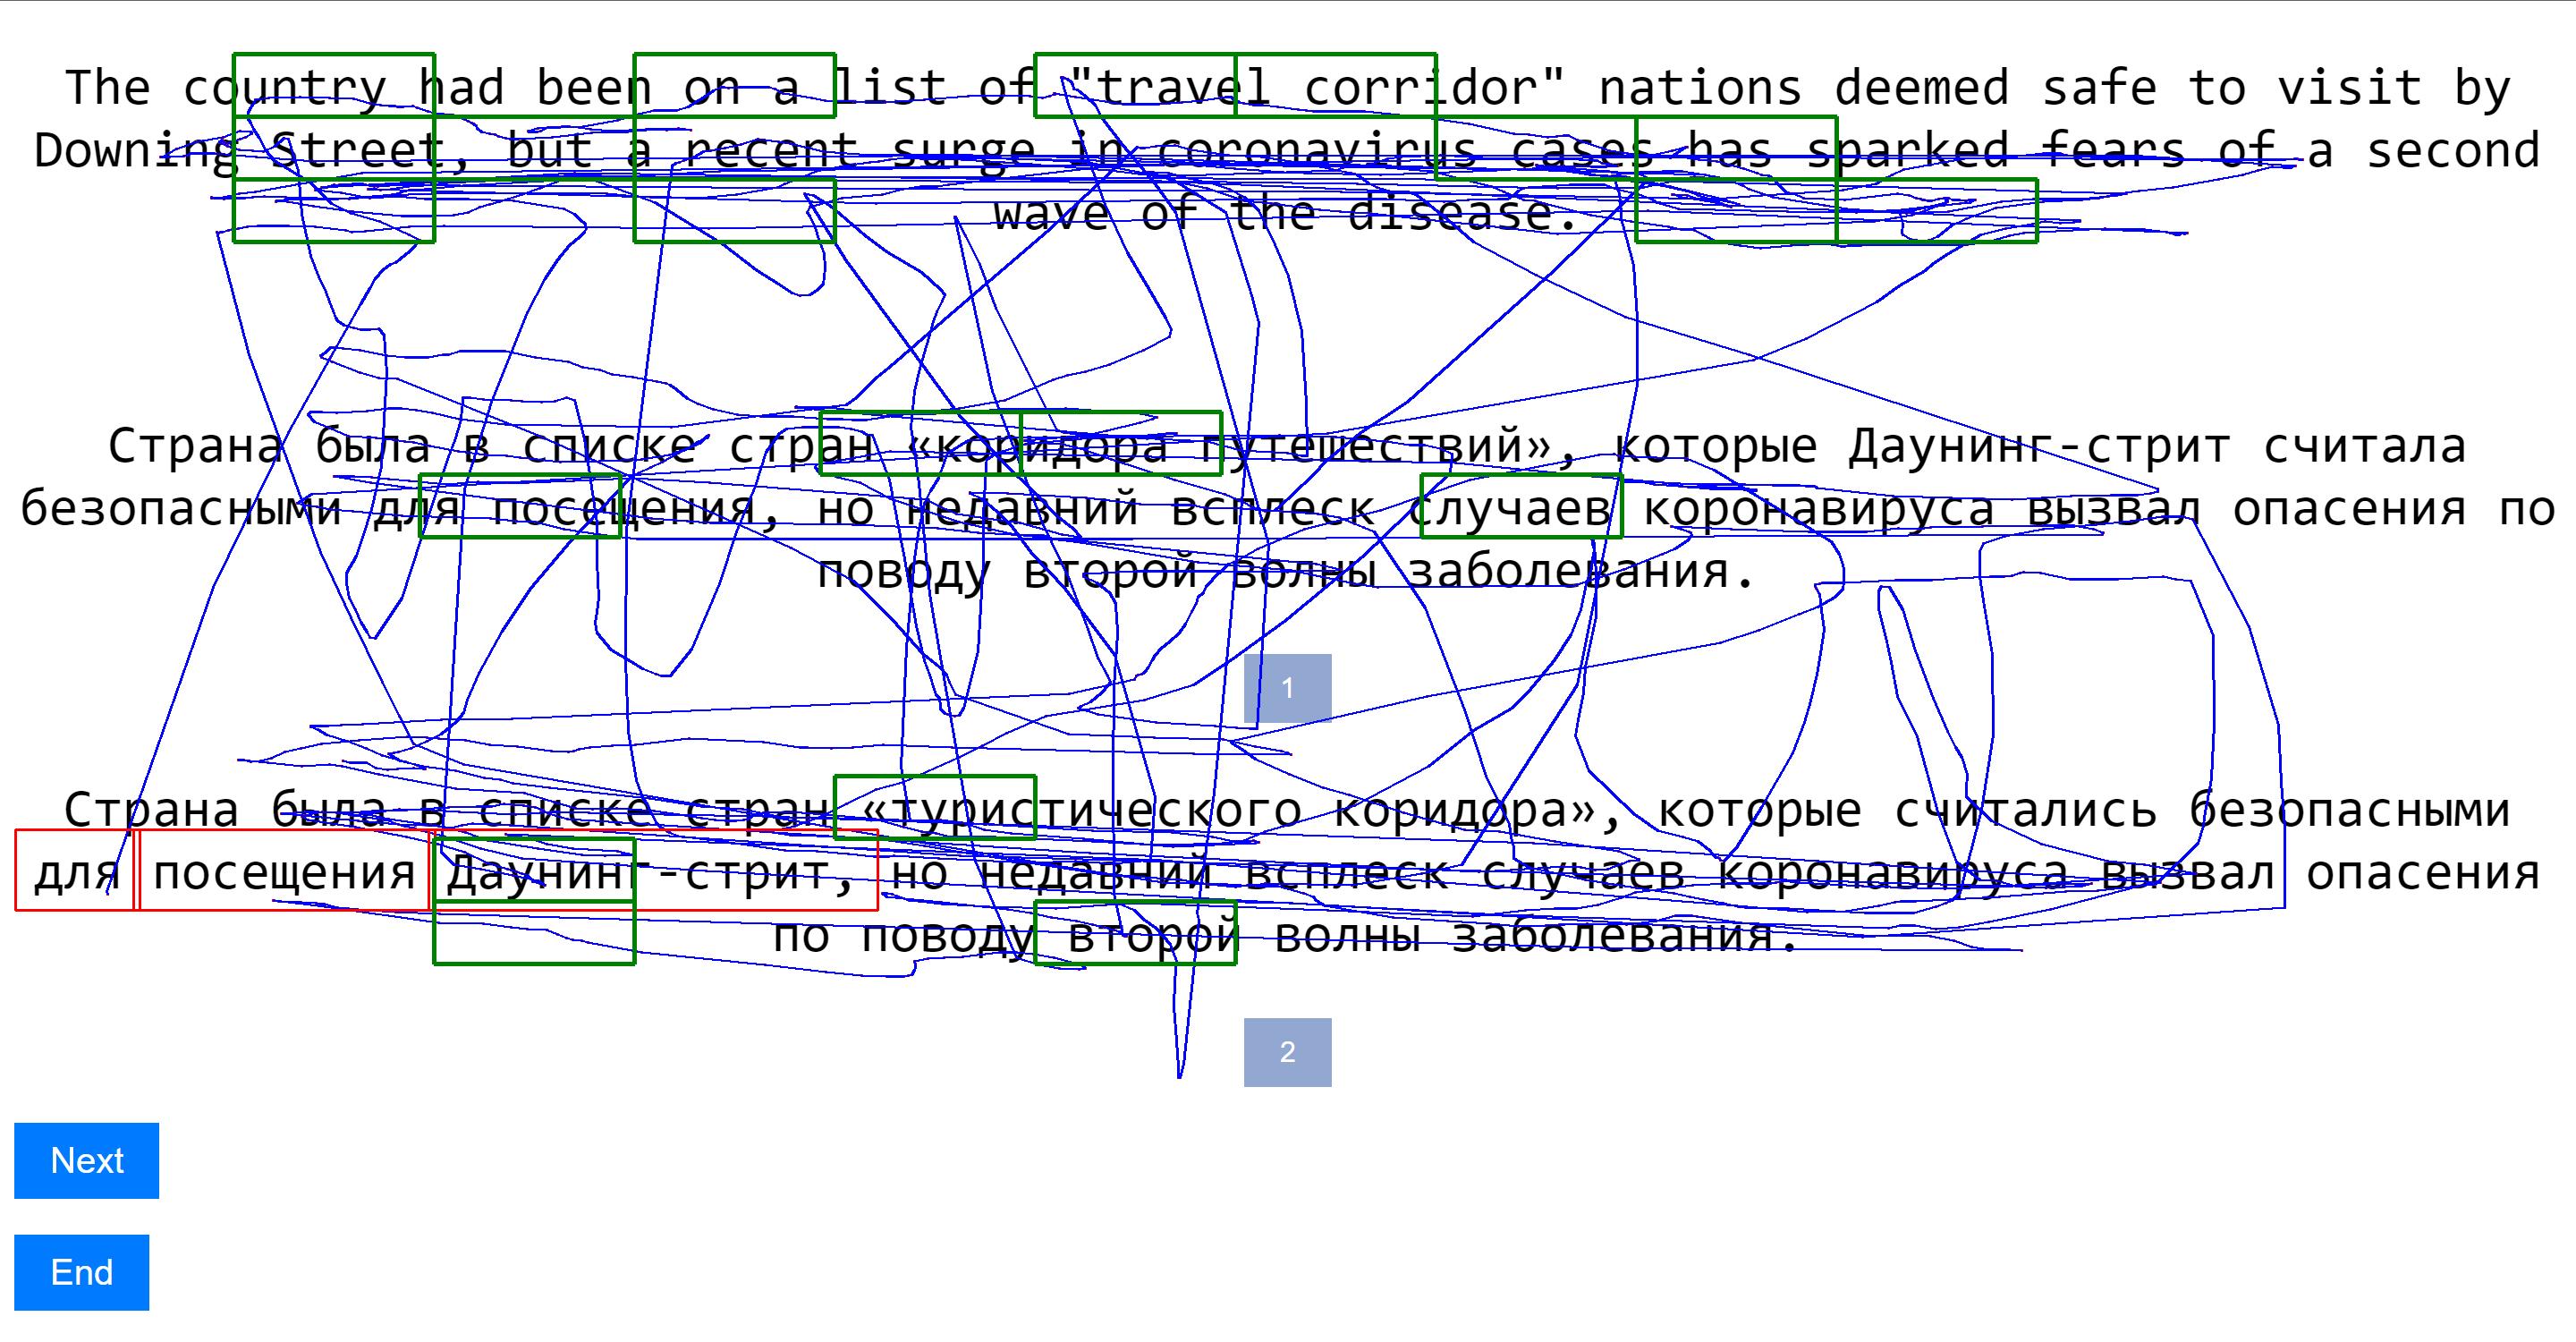 The country had been on a list of "travel corridor" nations deemed safe to visit by
Downing Street, but a recent surge in coronavirus cases has sparked fears of a second
wave of the disease.
Страна была в списке стран «коридора путешествий», которые Даунинг-стрит считала
безопасными для посещения, но недавний всплеск случаев коронавируса вызвал опасения по
поводу второй волны заболевания.
1
Страна была в списке стран «туристического коридора», которые считались безопасными
для посещения Даунинг-стрит, но недавний всплеск случаев коронавируса вызвал опасения
по поводу второй волны заболевания.
2
Next
End